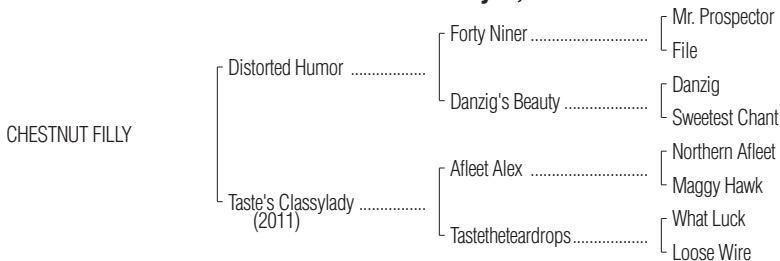 Mr. Prospector
Forty Niner ....................
File
Distorted Humor ..................
Danzig's Beauty ..................
Danzig
Sweetest Chant
CHESTNUT FILLY
Afleet Alex .....................
Northern Afleet
Maggy Hawk
Taste's Classylady ................
(2011)
What Luck
Tastetheteardrops..................
Loose Wire